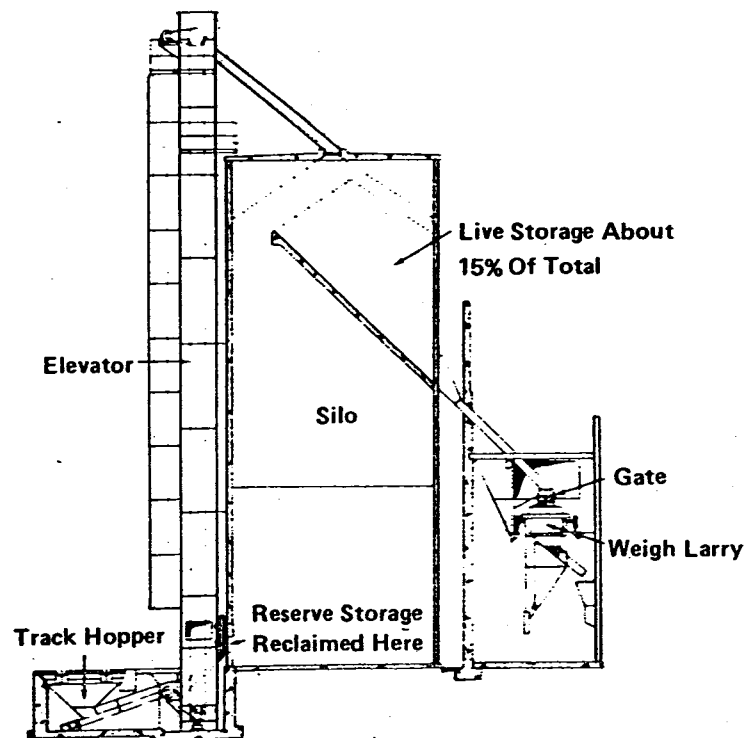 Live Storage About
15% Of Total
Elevator
Silo
Gate
Weigh Larry
Reserve Storage
Reclaimed Here
Track Hopper